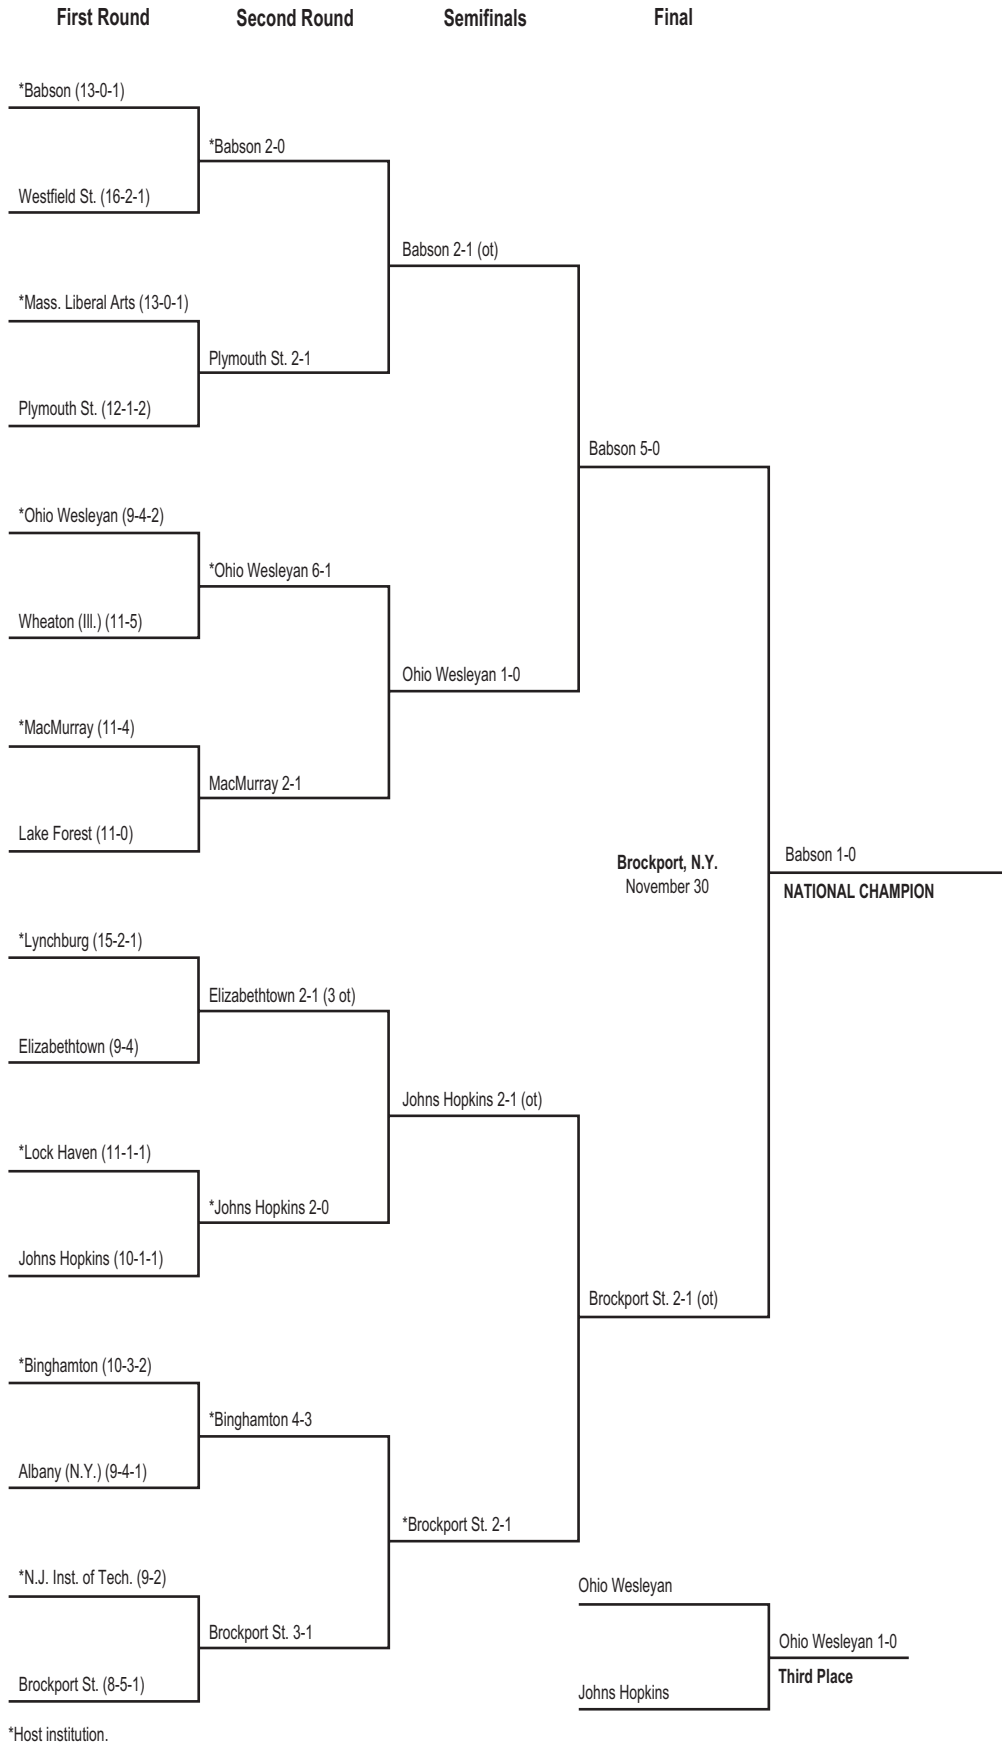 First Round
Second Round
Semifinals
Final
*Babson (13-0-1)
*Babson 2-0
Westfield St. (16-2-1)
Babson 2-1 (ot)
*Mass. Liberal Arts (13-0-1)
Plymouth St. 2-1
Plymouth St. (12-1-2)
Babson 5-0
*Ohio Wesleyan (9-4-2)
*Ohio Wesleyan 6-1
Wheaton (Ill.) (11-5)
Ohio Wesleyan 1-0
*MacMurray (11-4)
MacMurray 2-1
Lake Forest (11-0)
Brockport, N.Y.
November 30
Babson 1-0
NATIONAL CHAMPION
*Lynchburg (15-2-1)
Elizabethtown 2-1 (3 ot)
Elizabethtown (9-4)
Johns Hopkins 2-1 (ot)
*Lock Haven (11-1-1)
*Johns Hopkins 2-0
Johns Hopkins (10-1-1)
Brockport St. 2-1 (ot)
*Binghamton (10-3-2)
*Binghamton 4-3
Albany (N.Y.) (9-4-1)
*Brockport St. 2-1
*N.J. Inst. of Tech. (9-2)
Brockport St. 3-1
Brockport St. (8-5-1)
Ohio Wesleyan
Ohio Wesleyan 1-0
Third Place
Johns Hopkins
*Host institution.